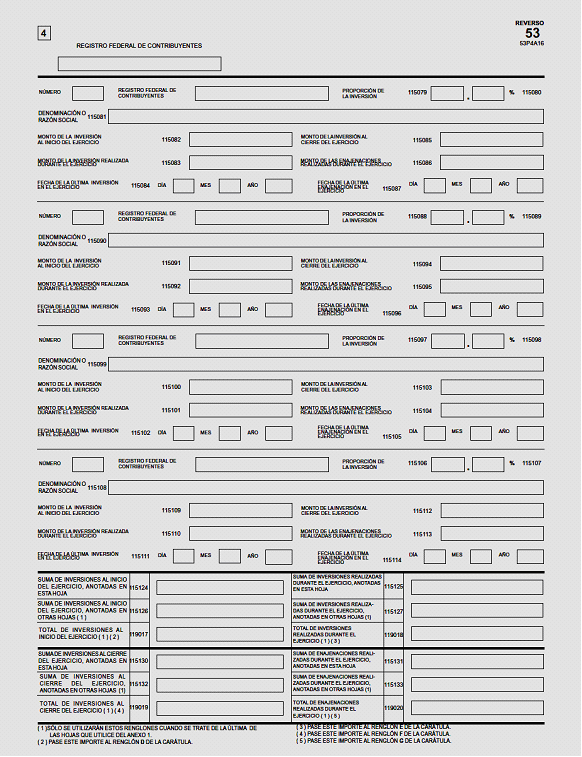 REVERSO
4
53
53P4A16
REGISTRO FEDERAL DE CONTRIBUYENTES
NÚMERO REGISTRO FEDERAL DE CONTRIBUYENTES PROPORCIÓN DE LA INVERSIÓN 115079 . % 115080
DENOMINACIÓN O RAZÓN SOCIAL 115081
MONTO DE LA INVERSIÓN AL INICIO DEL EJERCICIO 115082 MONTO DE LA INVERSIÓN AL CIERRE DEL EJERCICIO 115085
MONTO DE LA INVERSIÓN REALIZADA DURANTE EL EJERCICIO 115083 MONTO DE LAS ENAJENACIONES REALIZADAS DURANTE EL EJERCICIO 115086
FECHA DE LA ÚLTIMA INVERSIÓN EN EL EJERCICIO 115084 DÍA MES AÑO FECHA DE LA ÚLTIMA ENAJENACIÓN EN EL EJERCICIO 115087 DÍA MES AÑO
NÚMERO REGISTRO FEDERAL DE CONTRIBUYENTES PROPORCIÓN DE LA INVERSIÓN 115088 . % 115089
DENOMINACIÓN O RAZÓN SOCIAL 115090
MONTO DE LA INVERSIÓN AL INICIO DEL EJERCICIO 115091 MONTO DE LA INVERSIÓN AL CIERRE DEL EJERCICIO 115094
MONTO DE LA INVERSIÓN REALIZADA DURANTE EL EJERCICIO 115092 MONTO DE LAS ENAJENACIONES REALIZADAS DURANTE EL EJERCICIO 115095
FECHA DE LA ÚLTIMA INVERSIÓN EN EL EJERCICIO 115093 DÍA MES AÑO FECHA DE LA ÚLTIMA ENAJENACIÓN EN EL EJERCICIO 115096 DÍA MES AÑO
NÚMERO REGISTRO FEDERAL DE CONTRIBUYENTES PROPORCIÓN DE LA INVERSIÓN 115097 . % 115098
DENOMINACIÓN O RAZÓN SOCIAL 115099
MONTO DE LA INVERSIÓN AL INICIO DEL EJERCICIO 115100 MONTO DE LA INVERSIÓN AL CIERRE DEL EJERCICIO 115103
MONTO DE LA INVERSIÓN REALIZADA DURANTE EL EJERCICIO 115101 MONTO DE LAS ENAJENACIONES REALIZADAS DURANTE EL EJERCICIO 115104
FECHA DE LA ÚLTIMA INVERSIÓN EN EL EJERCICIO 115102 DÍA MES AÑO FECHA DE LA ÚLTIMA ENAJENACIÓN EN EL EJERCICIO 115105 DÍA MES AÑO
NÚMERO REGISTRO FEDERAL DE CONTRIBUYENTES PROPORCIÓN DE LA INVERSIÓN 115106 . % 115107
DENOMINACIÓN O RAZÓN SOCIAL 115108
MONTO DE LA INVERSIÓN AL INICIO DEL EJERCICIO 115109 MONTO DE LA INVERSIÓN AL CIERRE DEL EJERCICIO 115112
MONTO DE LA INVERSIÓN REALIZADA DURANTE EL EJERCICIO 115110 MONTO DE LAS ENAJENACIONES REALIZADAS DURANTE EL EJERCICIO 115113
FECHA DE LA ÚLTIMA INVERSIÓN EN EL EJERCICIO 115111 DÍA MES AÑO FECHA DE LA ÚLTIMA ENAJENACIÓN EN EL EJERCICIO 115114 DÍA MES AÑO
SUMA DE INVERSIONES AL INICIO DEL EJERCICIO, ANOTADAS EN ESTA HOJA 115124 SUMA DE INVERSIONES REALIZADAS DURANTE EL EJERCICIO, ANOTADAS EN ESTA HOJA 115125
SUMA DE INVERSIONES AL INICIO DEL EJERCICIO, ANOTADAS EN OTRAS HOJAS ( 1 ) 115126 SUMA DE INVERSIONES REALIZA- DAS DURANTE EL EJERCICIO, ANOTADAS EN OTRAS HOJAS (1) 115127
TOTAL DE INVERSIONES AL INICIO DEL EJERCICIO ( 1 ) ( 2 ) 119017 TOTAL DE INVERSIONES REALIZADAS DURANTE EL EJERCICIO ( 1 ) ( 3 ) 119018
SUMA DE INVERSIONES AL CIERRE DEL EJERCICIO, ANOTADAS EN ESTA HOJA 115130 SUMA DE ENAJENACIONES REALI- ZADAS DURANTE EL EJERCICIO, ANOTADAS EN ESTA HOJA 115131
SUMA DE INVERSIONES AL CIERRE DEL EJERCICIO, ANOTADAS EN OTRAS HOJAS (1) 115132 SUMA DE ENAJENACIONES REALI- ZADAS DURANTE EL EJERCICIO, ANOTADAS EN OTRAS HOJAS (1) 115133
TOTAL DE INVERSIONES AL CIERRE DEL EJERCICIO ( 1 ) ( 4 ) 119019 TOTAL DE ENAJENACIONES REALIZADAS DURANTE EL EJERCICIO ( 1 ) ( 5 ) 119020
( 1 ) SÓLO SE UTILIZARÁN ESTOS RENGLONES CUANDO SE TRATE DE LA ÚLTIMA DE
LAS HOJAS QUE UTILICE DEL ANEXO 1.
( 2 ) PASE ESTE IMPORTE AL RENGLÓN D DE LA CARÁTULA.
( 3 ) PASE ESTE IMPORTE AL RENGLÓN E DE LA CARÁTULA.
( 4 ) PASE ESTE IMPORTE AL RENGLÓN F DE LA CARÁTULA.
( 5 ) PASE ESTE IMPORTE AL RENGLÓN G DE LA CARÁTULA.